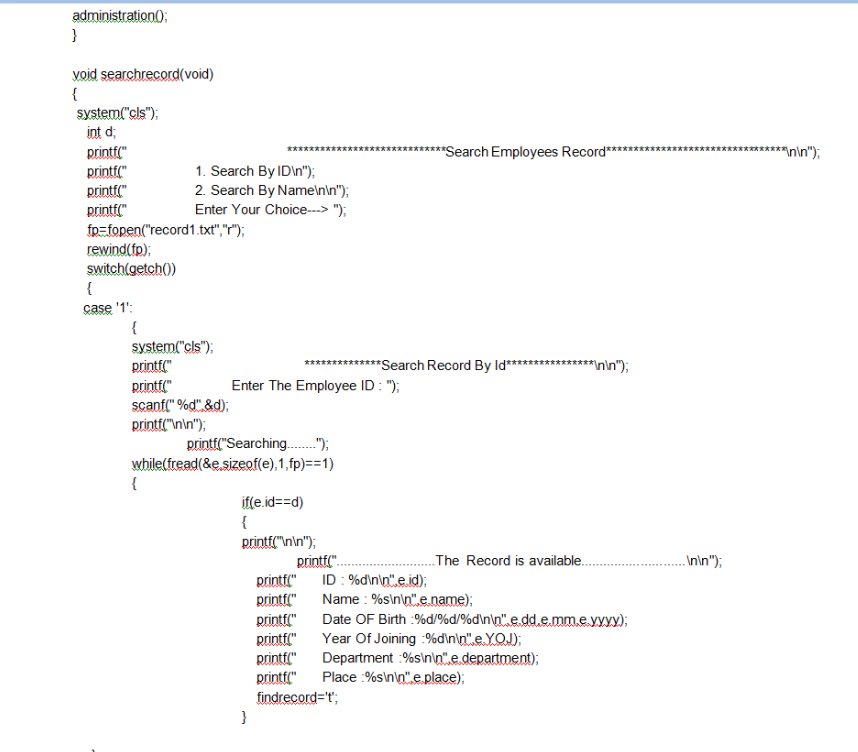 administration();
}
void searchrecord(void)
{
system("cls");
int d;
printf(" *****************************Search Employees Record*********************************\n\n");
printf(" 1. Search By ID\n");
printf(" 2. Search By Name\n\n");
printf(" Enter Your Choice---> ");
fp=fopen("record1.txt","r");
rewind(fp);
switch(getch())
{
case '1':
{
system("cls");
printf(" **************Search Record By Id****************\n\n");
printf(" Enter The Employee ID : ");
scanf(" %d",&d);
printf("\n\n");
printf("Searching........");
while(fread(&e,sizeof(e),1,fp)==1)
{
if(e.id==d)
{
printf("\n\n");
printf("...........................The Record is available.............................\n\n");
printf(" ID : %d\n\n",e.id);
printf(" Name : %s\n\n",e.name);
printf(" Date OF Birth :%d/%d/%d\n\n",e.dd,e.mm,e.yyyy);
printf(" Year Of Joining :%d\n\n",e.YOJ);
printf(" Department :%s\n\n",e.department);
printf(" Place :%s\n\n",e.place);
findrecord='t';
}